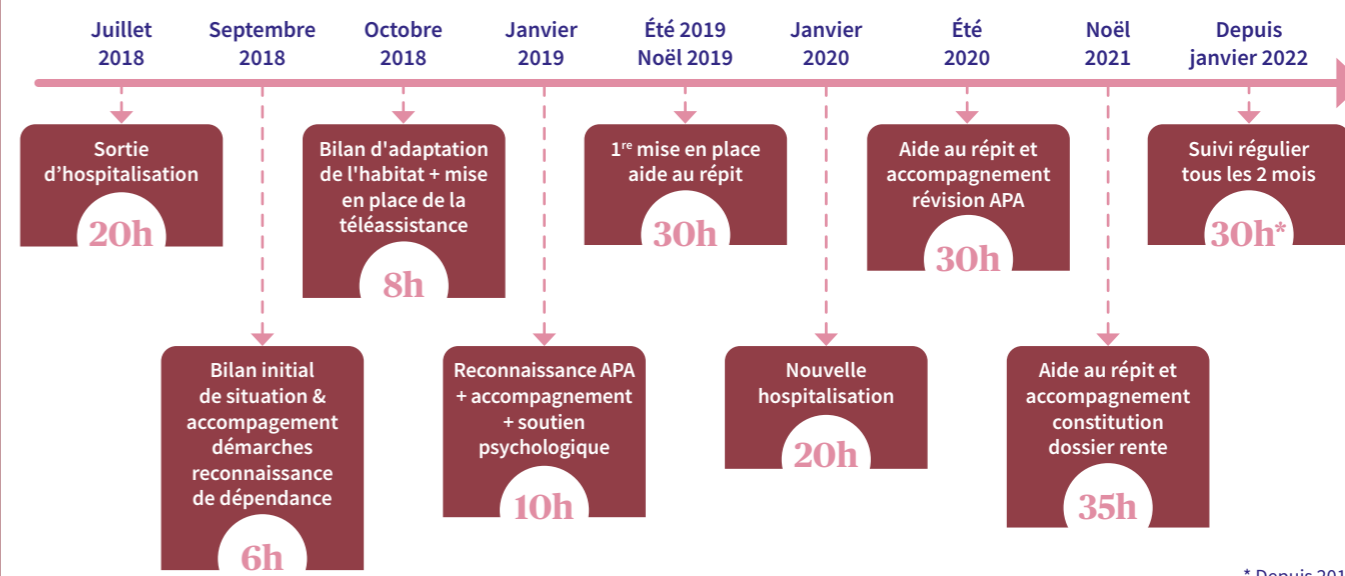 Juillet
2018
Septembre
2018
Octobre
2018
Janvier
2019
Été 2019
Noël 2019
Janvier
2020
Été
2020
Noël
2021
Depuis
janvier 2022
Sortie
d’hospitalisation
20h
Bilan initial
de situation &
accompagement
démarches
reconnaissance
de dépendance
6h
Bilan d'adaptation
de l'habitat + mise
en place de la
téléassistance
8h
Reconnaissance APA
+ accompagnement
+ soutien
psychologique
10h
1re mise en place
aide au répit
30h
Nouvelle
hospitalisation
20h
Aide au répit et
accompagnement
révision APA
30h
Aide au répit et
accompagnement
constitution
dossier rente
35h
Suivi régulier
tous les 2 mois
30h*
* Depuis 201